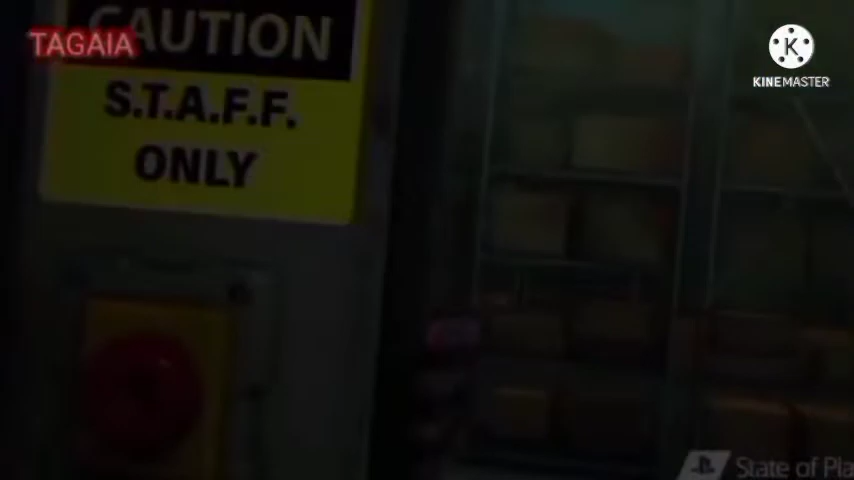 CAUTION
TAGAIA
S.T.A.F.F.
ONLY
KINEMASTER
State of Pla